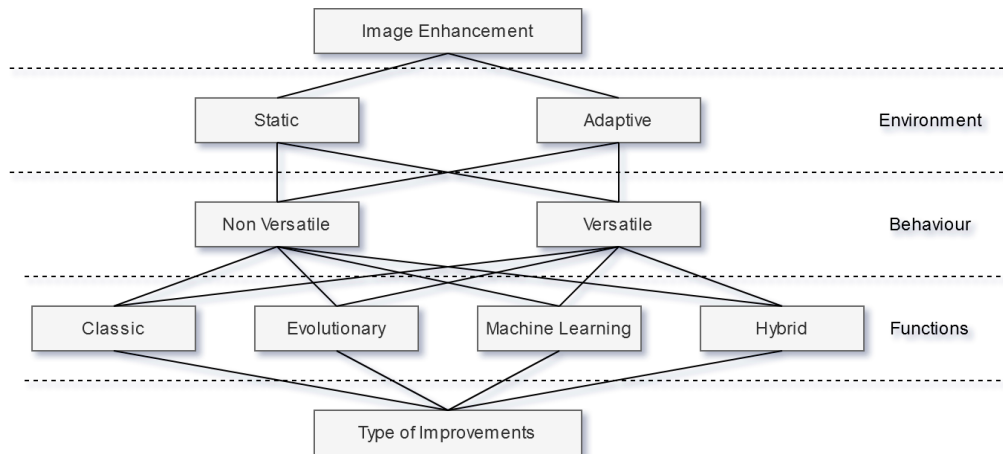 Image Enhancement
Static
Adaptive
Environment
Non Versatile
Versatile
Behaviour
Classic
Evolutionary
Machine Learning
Hybrid
Functions
Type of Improvements